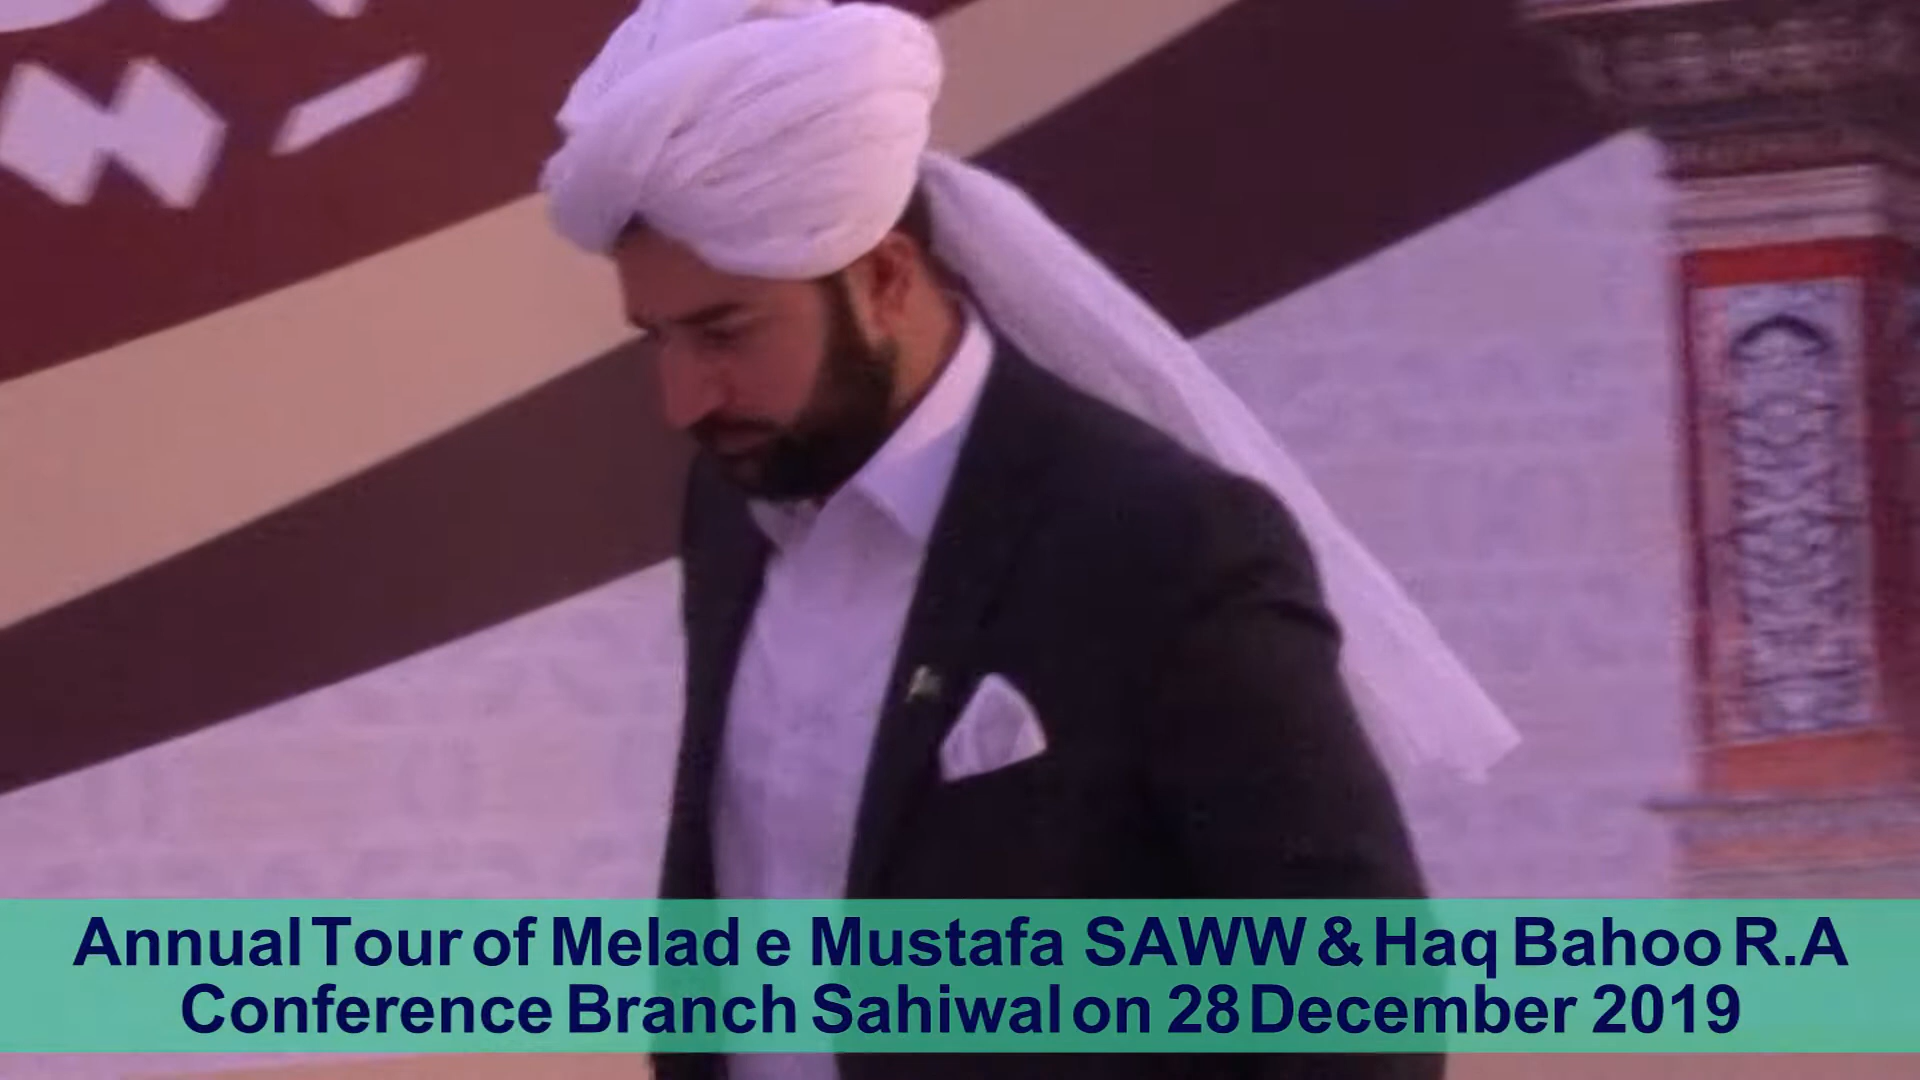 Annual Tour of Melad e Mustafa SAWW & Haq Bahoo R.A
Conference Branch Sahiwal on 28 December 2019